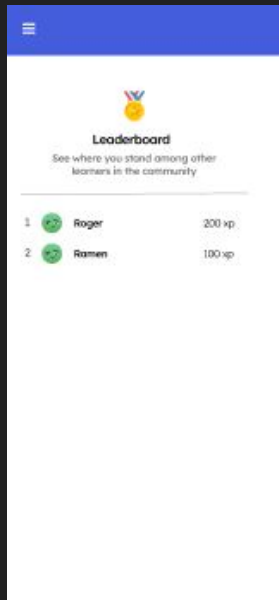 Leaderboard
See where you stand among other
learners in the community
1 Roger 200 xp
2 Ramen 100 xp